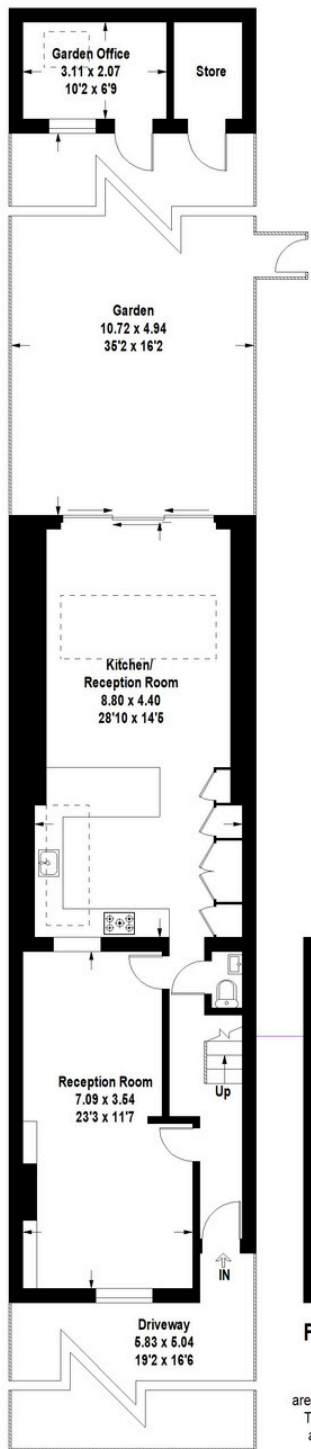 Garden Office
3.11 x 2.07
10'2 x 6'9
Store
Garden
10.72 x 4.94
35'2 x 16'2
Kitchen/
Reception Room
8.80 x 4.40
28'10 x 14'5
Reception Room
7.09 x 3.54
23'3 x 11'7
Up
IN
Driveway
5.83 x 5.04
19'2 x 16'6
F
are
T
a